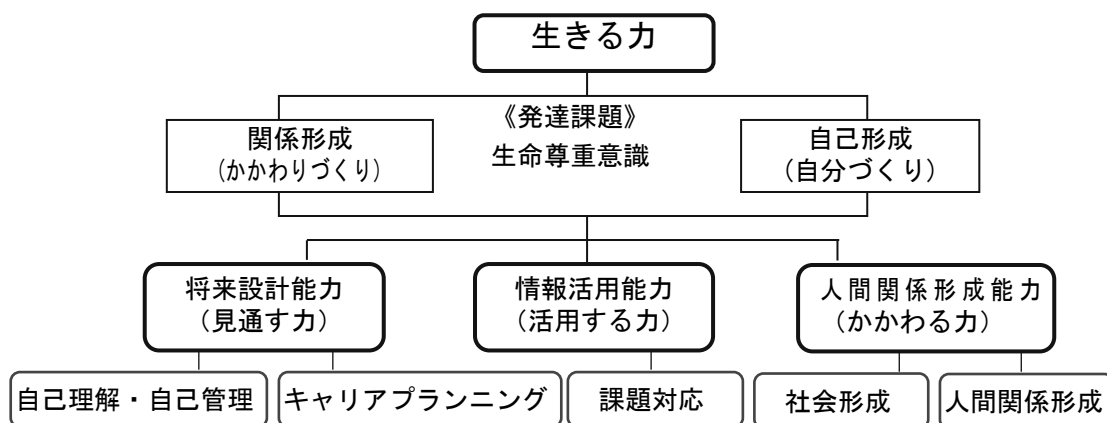 生きる力
《発達課題》
生命尊重意識
関係形成
(かかわりづくり)
自己形成
(自分づくり)
将来設計能力
(見通す力)
情報活用能力
(活用する力)
人間関係形成能力
(かかわる力)
自己理解・自己管理
キャリアプランニング
課題対応
社会形成
人間関係形成